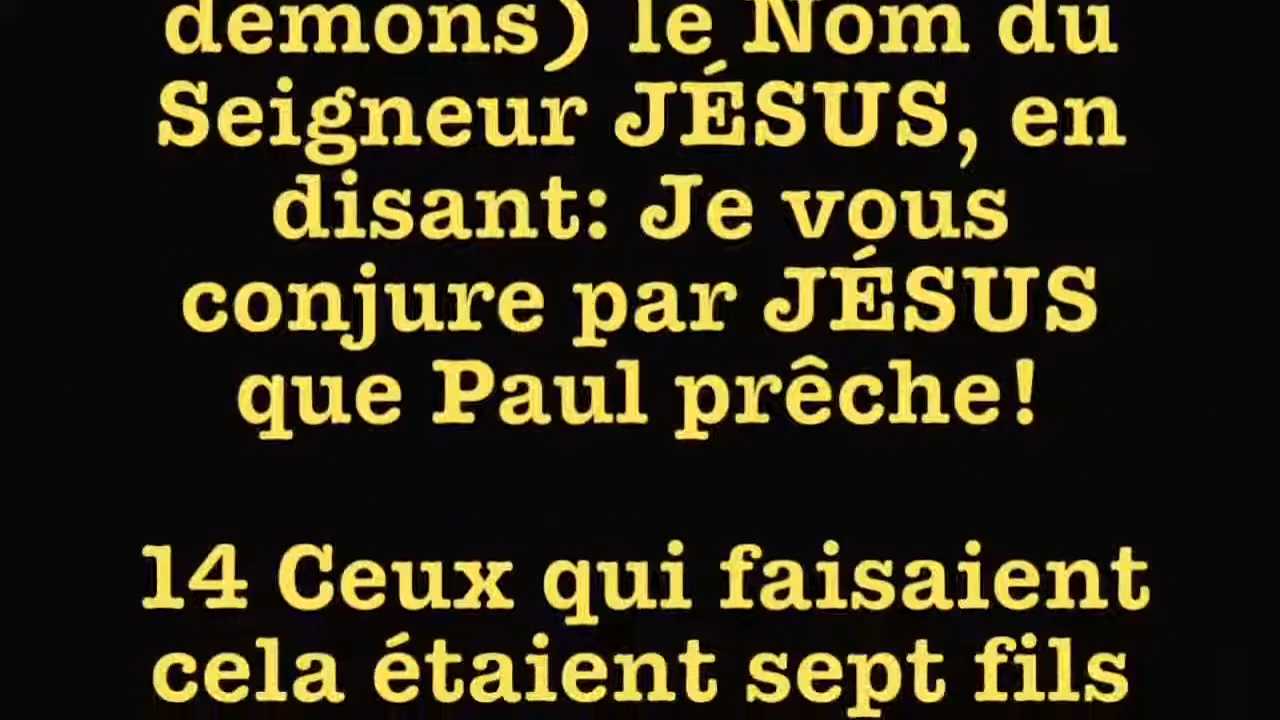 démons) le Nom du
Seigneur JÉSUS, en
disant: Je vous
conjure par JÉSUS
que Paul prêche!
14 Ceux qui faisaient
cela étaient sept fils